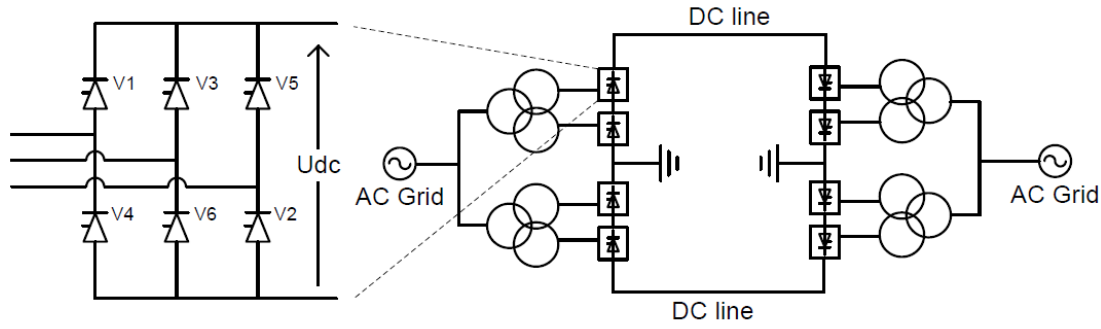 DC line
V1
V3
V5
Udc
AC Grid
AC Grid
V4
V6
V2
DC line